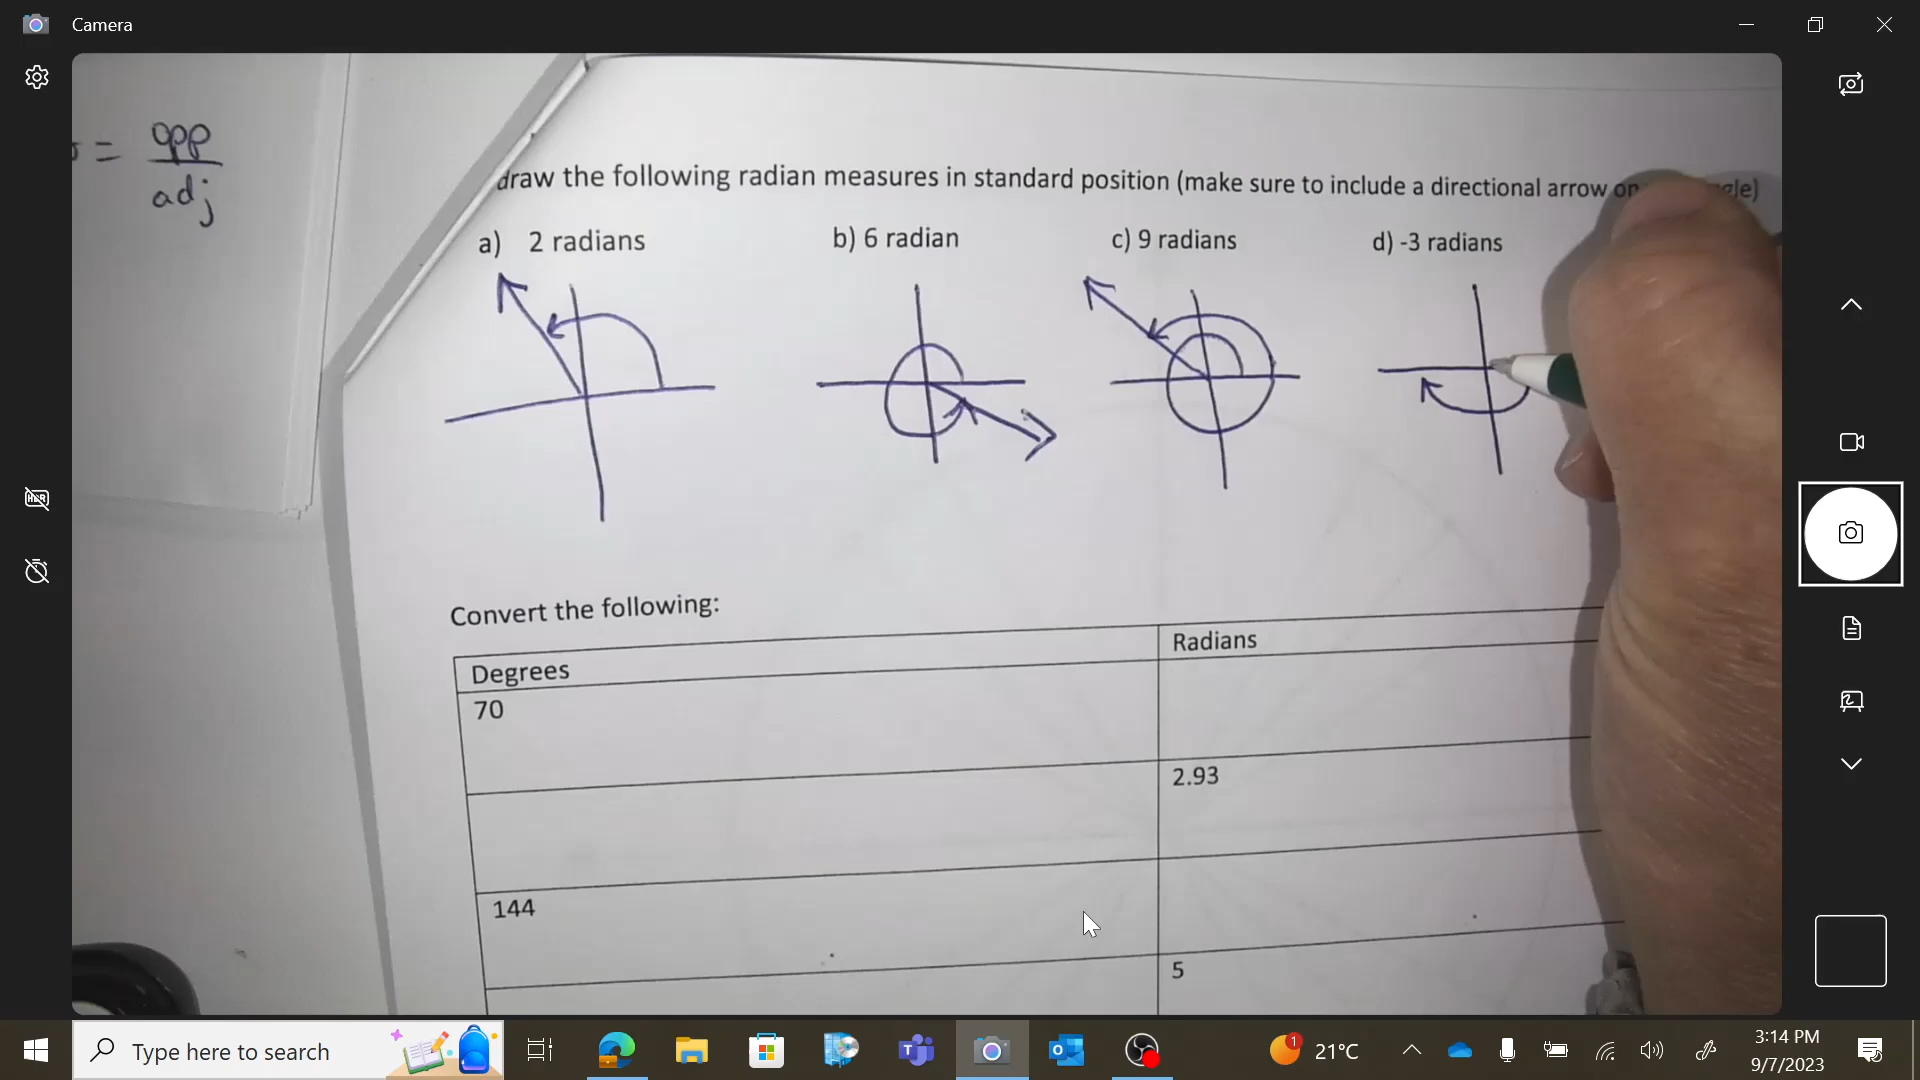 Camera
= opp
adj
draw the following radian measures in standard position (make sure to include a directional arrow on
a) 2 radians b) 6 radian c) 9 radians d) -3 radians
Convert the following:
Degrees Radians
70
2.93
144
5
HDR
Type here to search
1
21°C
3:14 PM
9/7/2023